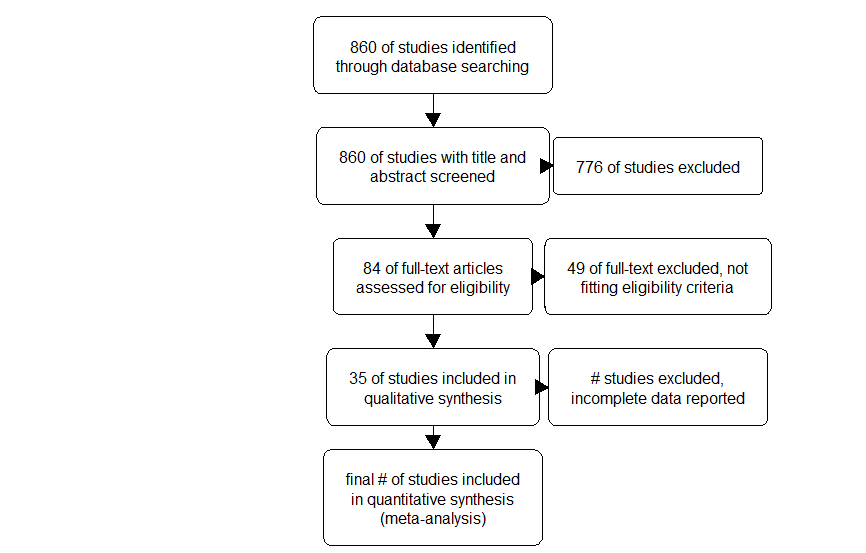 860 of studies identified
through database searching
860 of studies with title and
abstract screened
776 of studies excluded
84 of full-text articles
assessed for eligibility
49 of full-text excluded, not
fitting eligibility criteria
35 of studies included in
qualitative synthesis
# studies excluded,
incomplete data reported
final # of studies included
in quantitative synthesis
(meta-analysis)